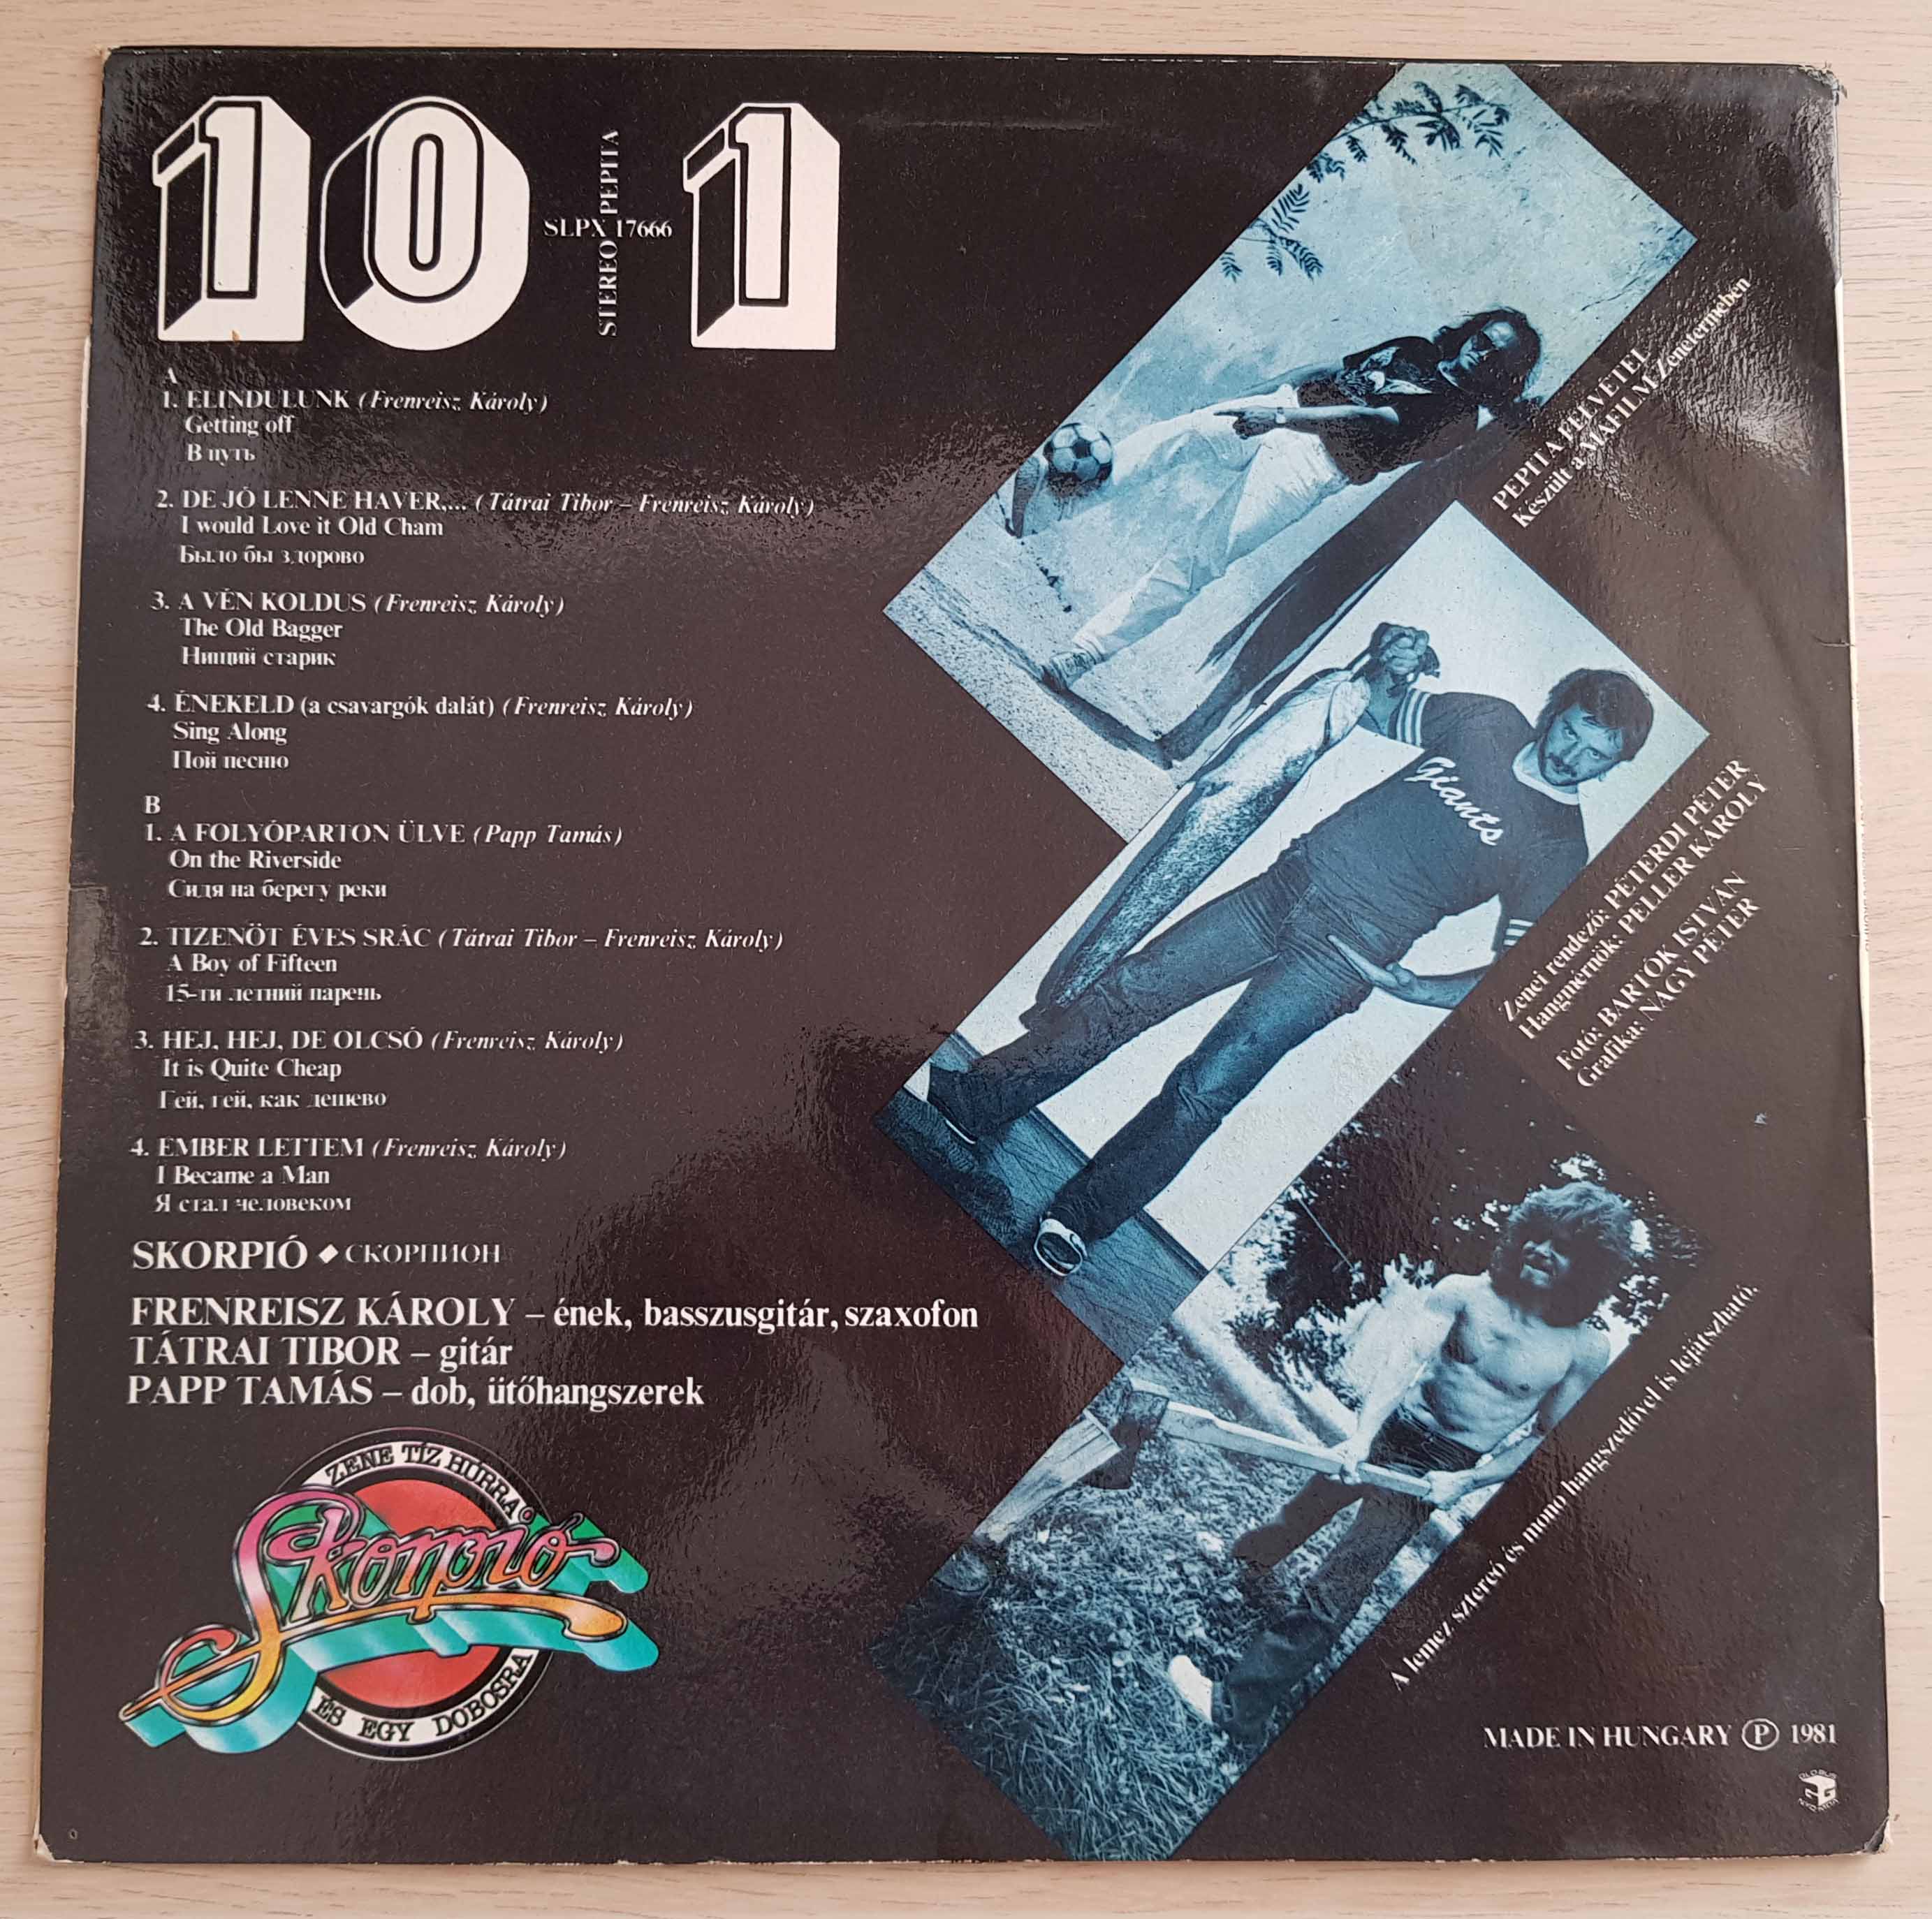 10 1
STEREO PEPITA
SLPX 17666
A
1. ELINDULUNK (Frenreisz Károly)
Getting off
В путь
2. DE JÓ LENNE HAVER,... (Tátrai Tibor – Frenreisz Károly)
I would Love it Old Cham
Было бы здорово
3. A VÉN KOLDUS (Frenreisz Károly)
The Old Bagger
Нищий старик
4. ÉNEKELD (a csavargók dalát) (Frenreisz Károly)
Sing Along
Пой песню
B
1. A FOLYÓPARTON ÜLVE (Papp Tamás)
On the Riverside
Сидя на берегу реки
2. TIZENÖT ÉVES SRÁC (Tátrai Tibor – Frenreisz Károly)
A Boy of Fifteen
15-ти летний парень
3. HEJ, HEJ, DE OLCSÓ (Frenreisz Károly)
It is Quite Cheap
Гей, гей, как дешево
4. EMBER LETTEM (Frenreisz Károly)
I Became a Man
Я стал человеком
SKORPIÓ ◆ СКОРПИОН
FRENREISZ KÁROLY – ének, basszusgitár, szaxofon
TÁTRAI TIBOR – gitár
PAPP TAMÁS – dob, ütőhangszerek
ZENE TÍZ HÚRRA
Skorpió
ÉS EGY DOBOSRA
PEPITA FELVÉTEL
Készült a MAFILM Zenetermében
Giants
Zenei rendező: PÉTERDI PÉTER
Hangmérnök: PELLER KÁROLY
Fotó: BARTÓK ISTVÁN
Grafika: NAGY PÉTER
A lemez sztereó és mono hangszedővel is lejátszható.
MADE IN HUNGARY Ⓟ 1981
GLOBUS
NYOMDA